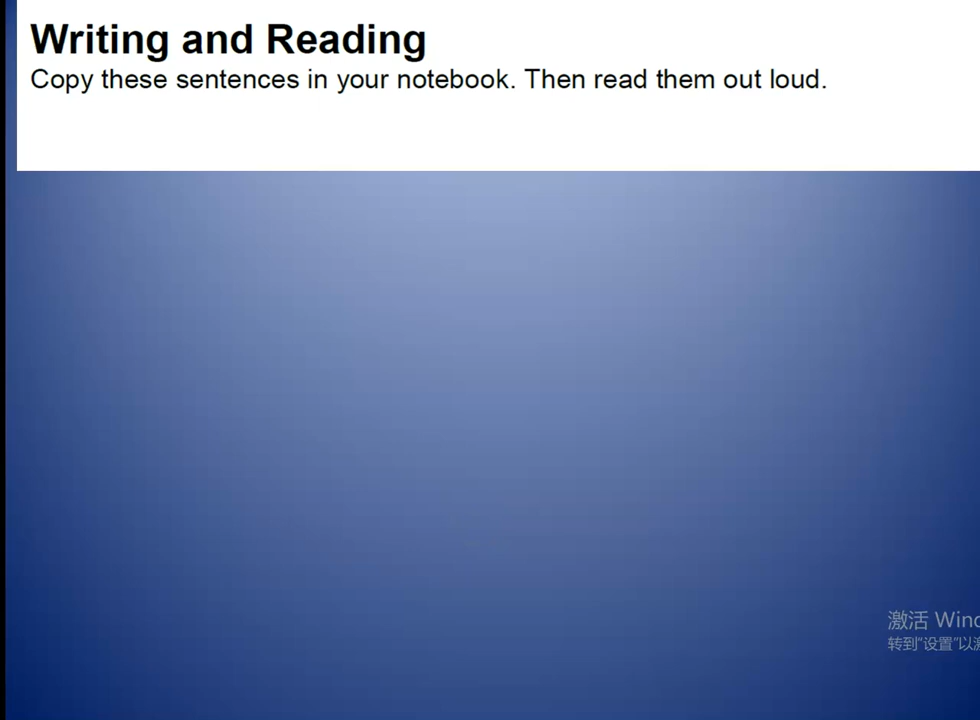 Writing and Reading
Copy these sentences in your notebook. Then read them out loud.
激活 Wind
转到"设置"以激